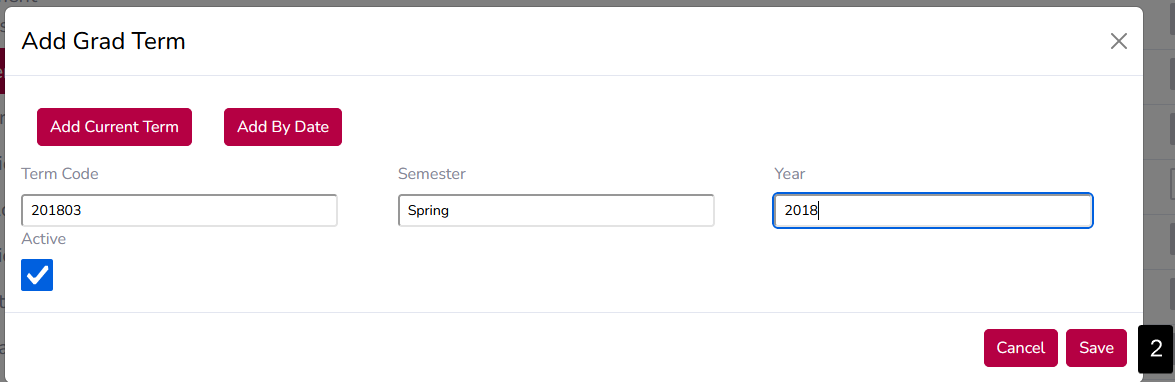 Add Grad Term
Add Current Term
Add By Date
Term Code
Semester
Year
201803
Spring
2018
Active
Cancel
Save
2